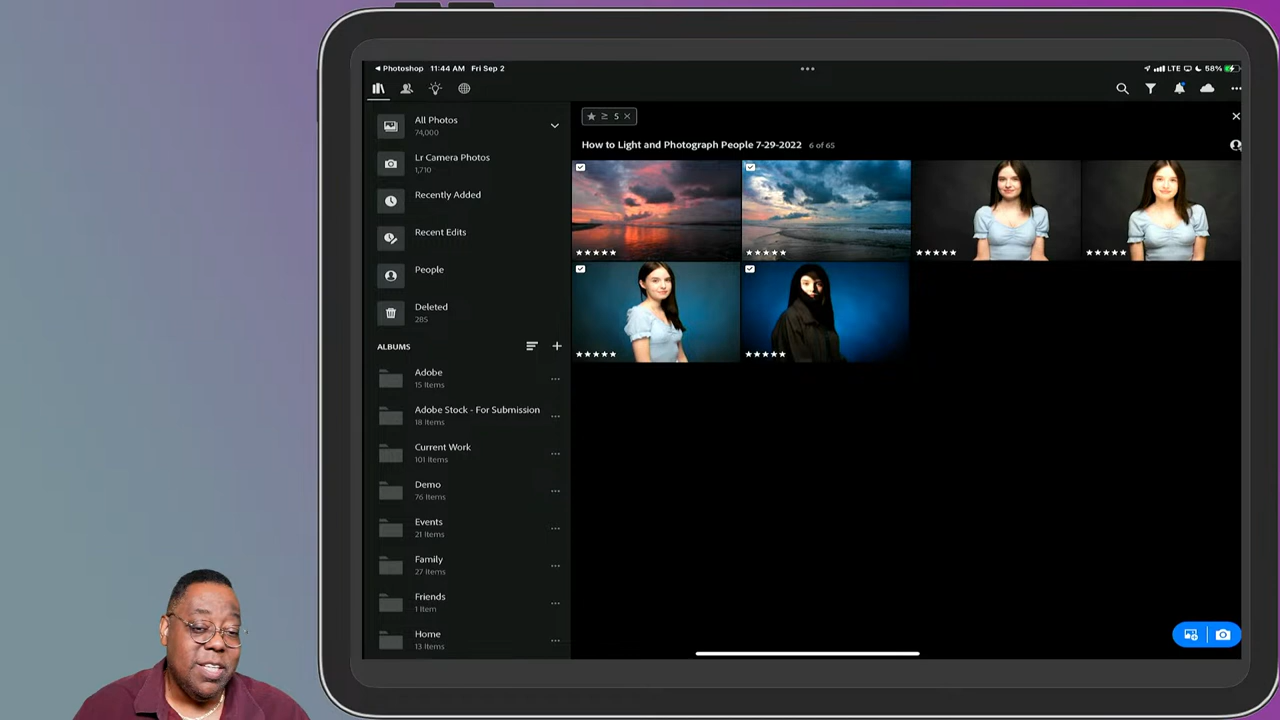 Photoshop 11:44 AM Fri Sep 2
LTE 58%
All Photos
74,000
Lr Camera Photos
1,710
Recently Added
Recent Edits
People
Deleted
285
ALBUMS
Adobe
15 Items
Adobe Stock - For Submission
18 Items
Current Work
101 Items
Demo
76 Items
Events
21 Items
Family
27 Items
Friends
1 Item
Home
13 Items
★ ≥ 5 ×
How to Light and Photograph People 7-29-2022 6 of 65